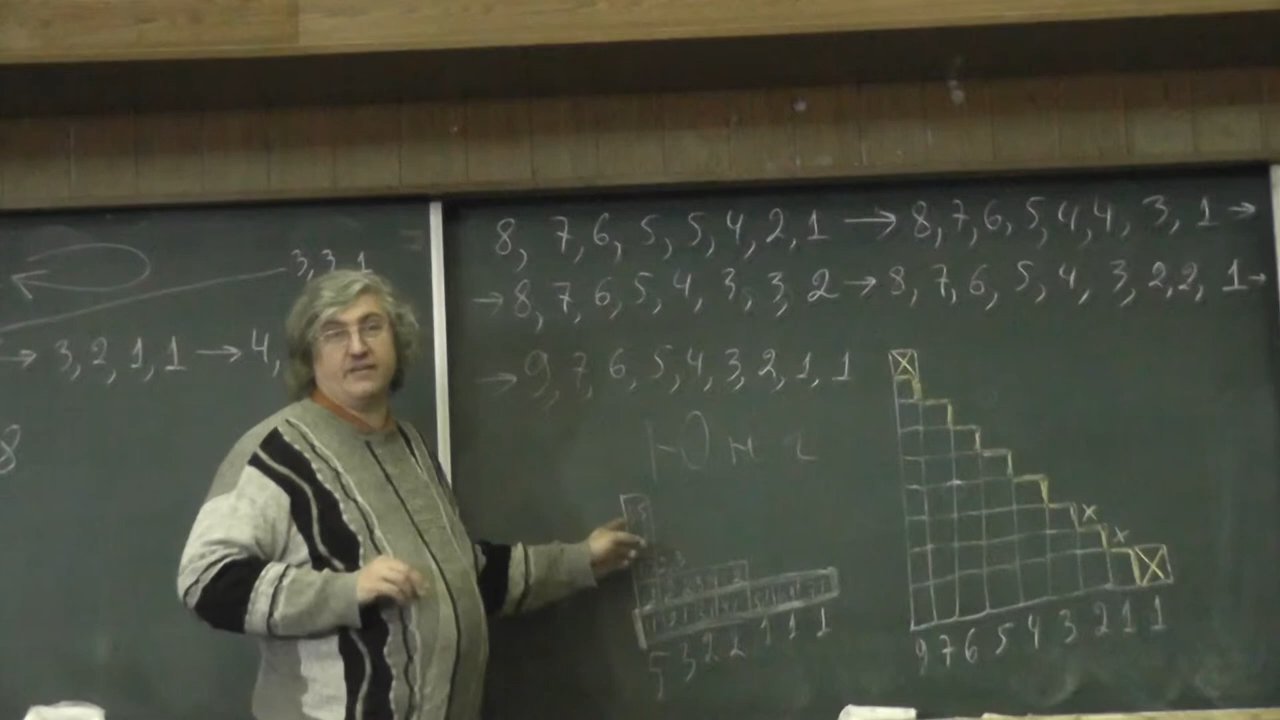 3, 3, 1
→ 3, 2, 1, 1 → 4,
8
8, 7, 6, 5, 5, 4, 2, 1 → 8, 7, 6, 5, 4, 4, 3, 1 →
→ 8, 7, 6, 5, 4, 3, 3, 2 → 8, 7, 6, 5, 4, 3, 2, 2, 1 →
→ 9, 7, 6, 5, 4, 3, 2, 1, 1
Юнг
5 3 2 2 1 1 1
x
x
9 7 6 5 4 3 2 1 1